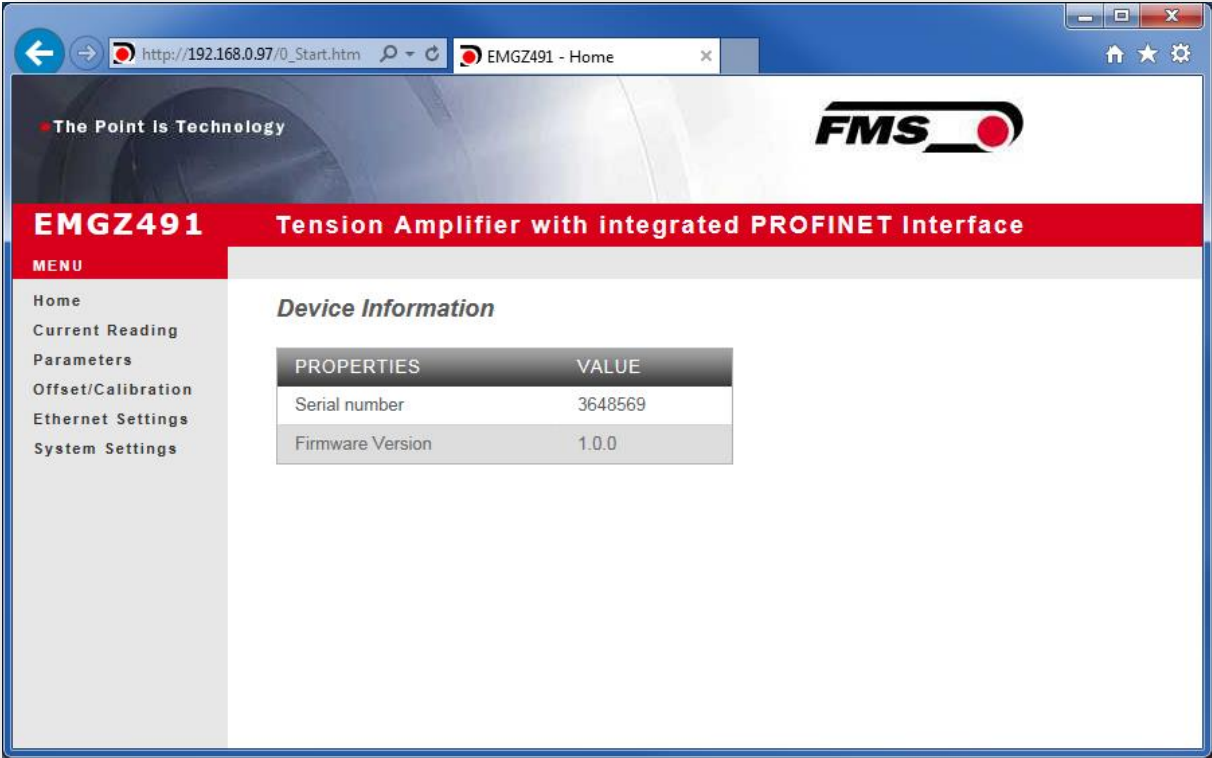 http://192.168.0.97/0_Start.htm
EMGZ491 - Home
The Point Is Technology
FMS
EMGZ491 Tension Amplifier with integrated PROFINET Interface
MENU
Home
Current Reading
Parameters
Offset/Calibration
Ethernet Settings
System Settings
Device Information
PROPERTIES VALUE
Serial number 3648569
Firmware Version 1.0.0